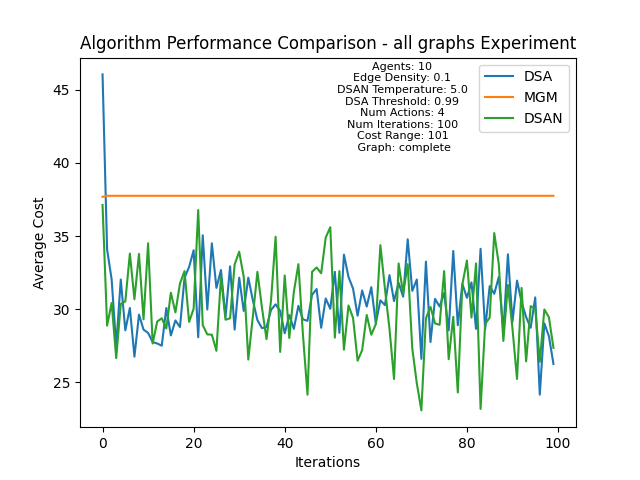 Algorithm Performance Comparison - all graphs Experiment
Agents: 10
Edge Density: 0.1
DSAN Temperature: 5.0
DSA Threshold: 0.99
Num Actions: 4
Num Iterations: 100
Cost Range: 101
Graph: complete
DSA
MGM
DSAN
Average Cost
45
40
35
30
25
0
20
40
60
80
100
Iterations